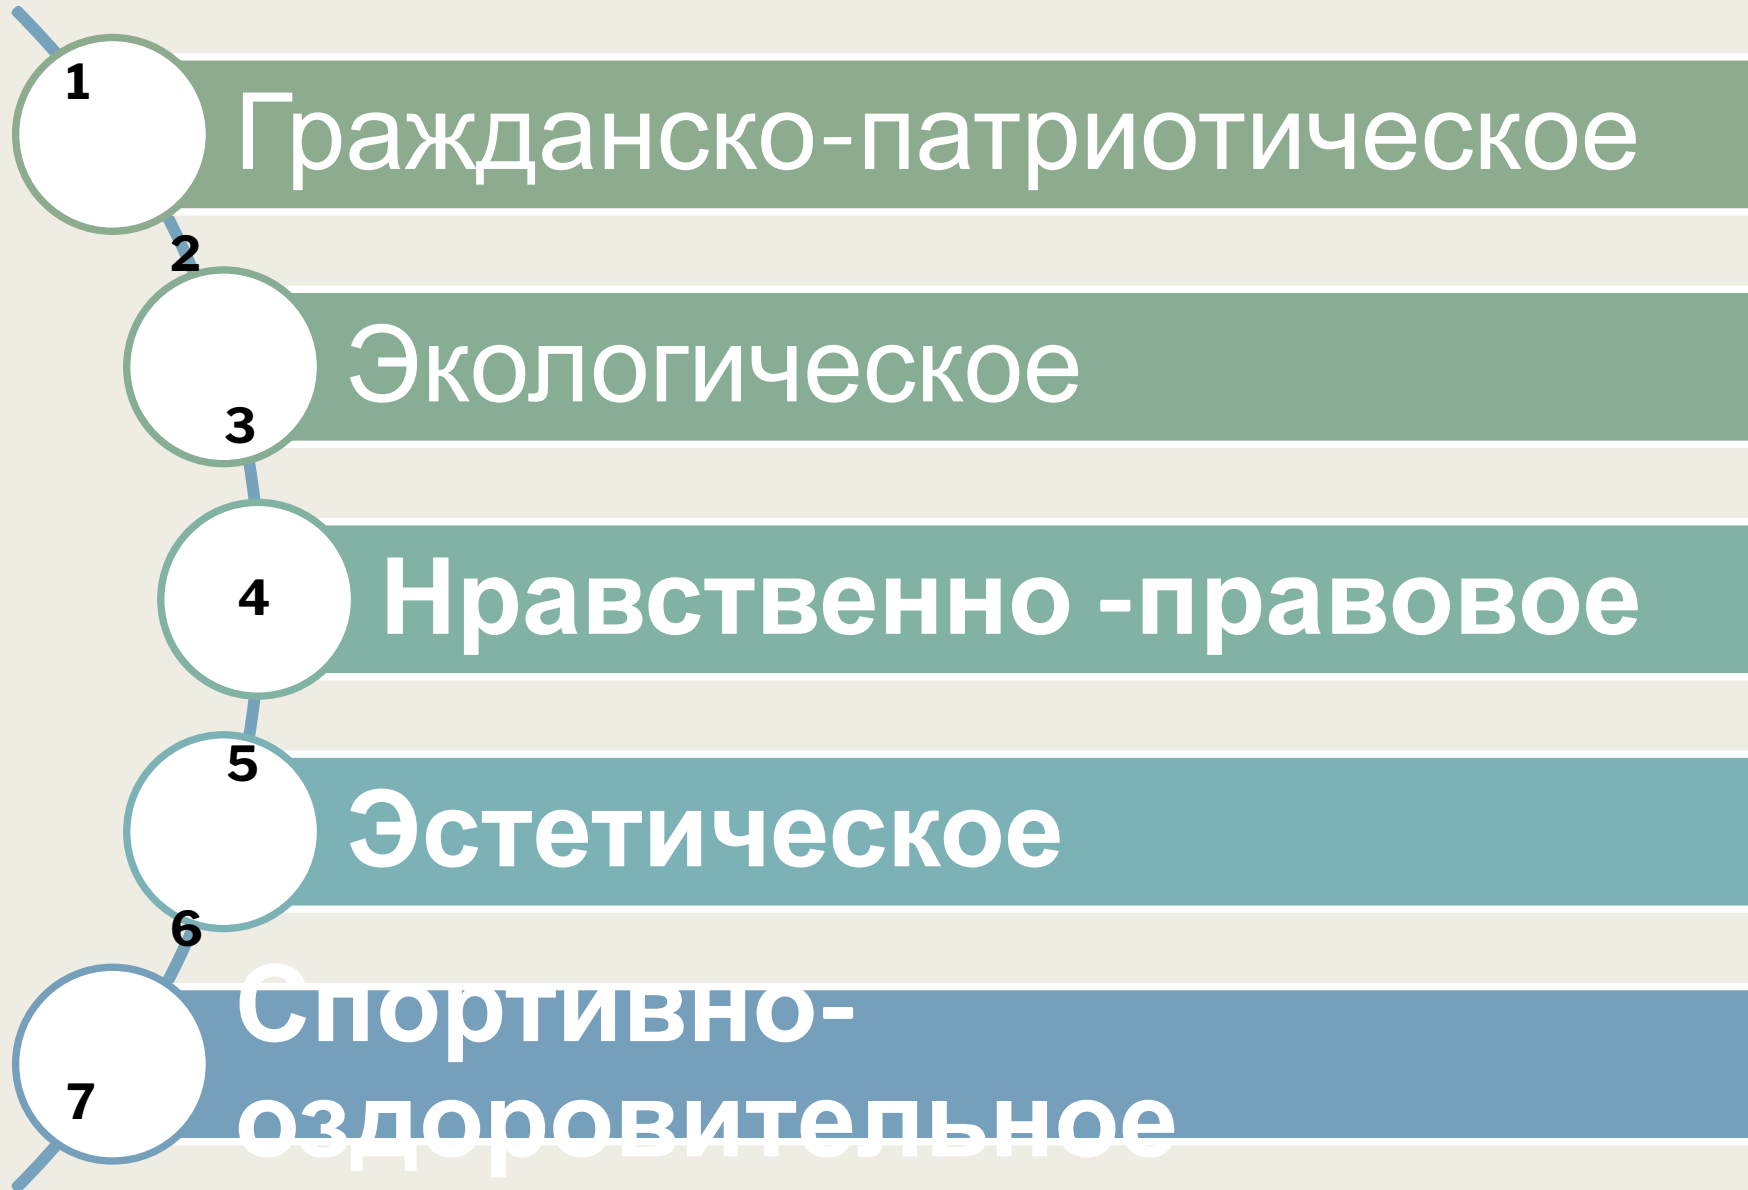 1
Гражданско-патриотическое
2
Экологическое
3
4
Нравственно -правовое
5
Эстетическое
6
Спортивно-
оздоровительное
7